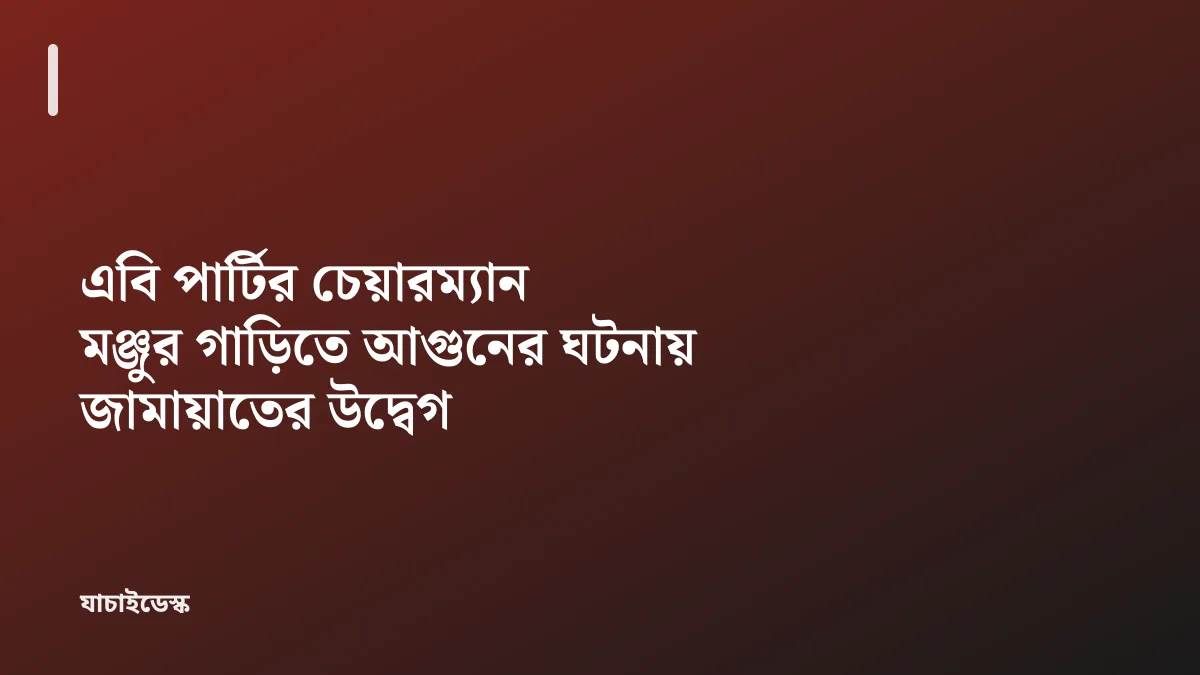 এবি পার্টির চেয়ারম্যান
মঞ্জুর গাড়িতে আগুনের ঘটনায়
জামায়াতের উদ্বেগ
যাচাইডেস্ক